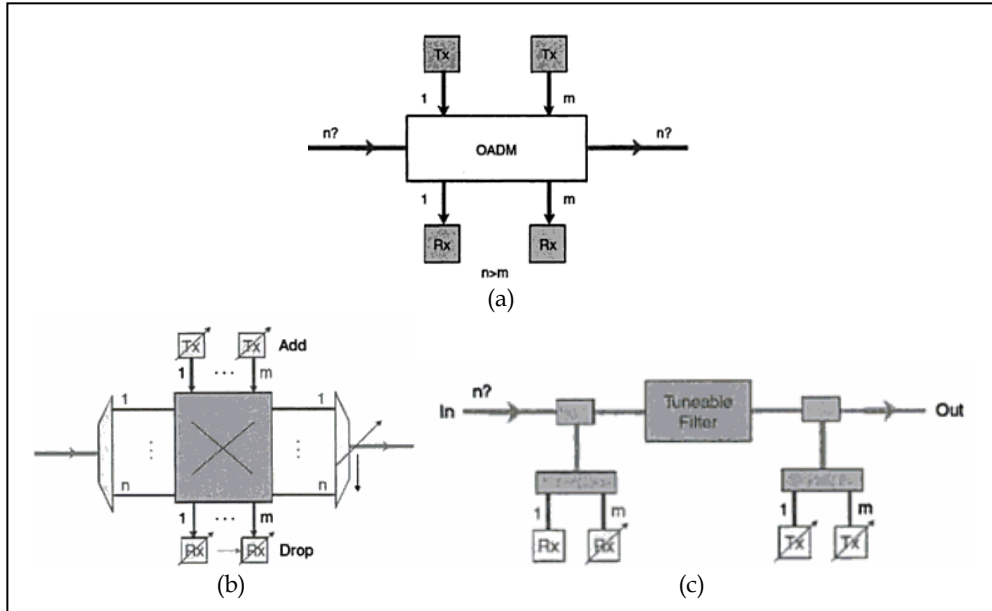 Tx Tx
1 m
n? OADM n?
1 m
Rx Rx
n>m
(a)
Tx Tx Add
1 ... m
1 1
n n
1 ... m
Rx Rx Drop
(b)
n?
In Tuneable Filter Out
1 m 1 m
Rx Rx Tx Tx
(c)